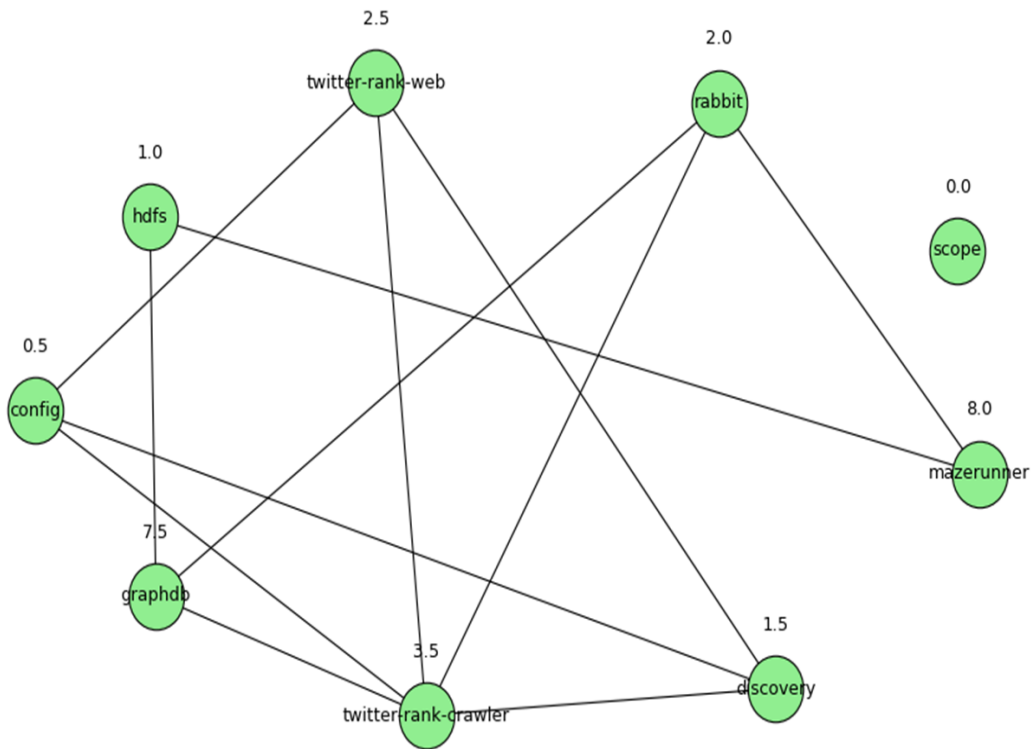 2.5
twitter-rank-web
2.0
rabbit
1.0
hdfs
0.0
scope
0.5
config
8.0
mazerunner
7.5
graphdb
1.5
discovery
3.5
twitter-rank-crawler